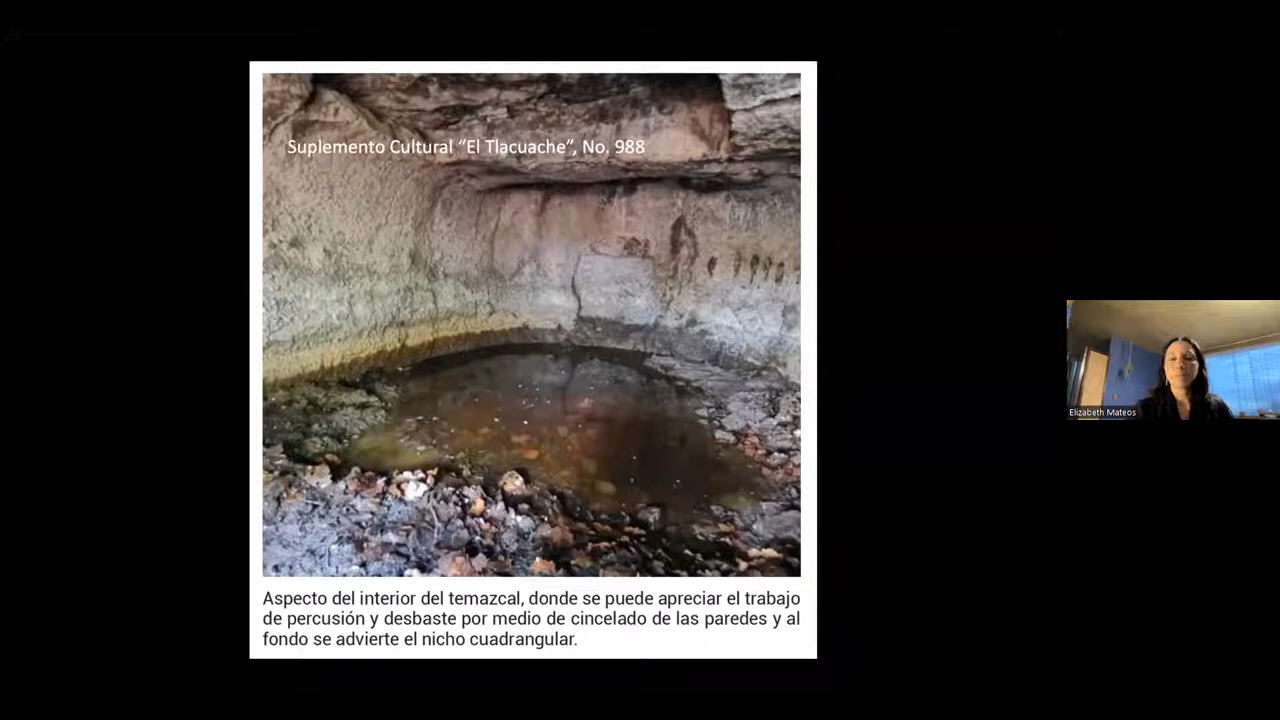 Suplemento Cultural “El Tlacuache”, No. 988
Aspecto del interior del temazcal, donde se puede apreciar el trabajo
de percusión y desbaste por medio de cincelado de las paredes y al
fondo se advierte el nicho cuadrangular.
Elizabeth Mateos